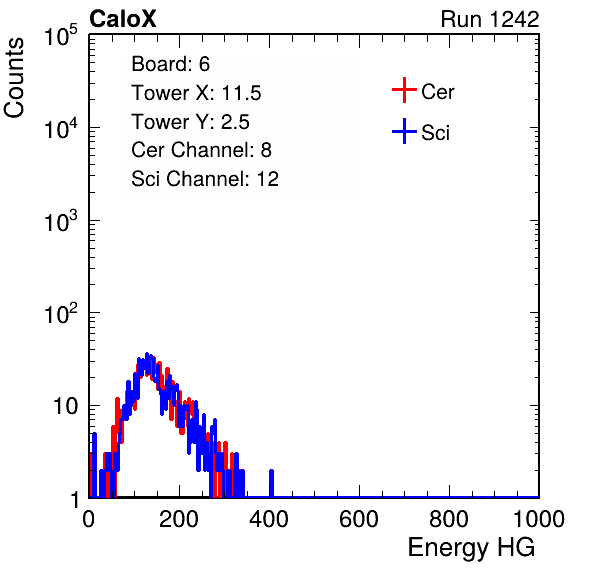 CaloX Run 1242
Counts
10^5
10^4
10^3
10^2
10
1
Board: 6
Tower X: 11.5
Tower Y: 2.5
Cer Channel: 8
Sci Channel: 12
Cer
Sci
0 200 400 600 800 1000
Energy HG